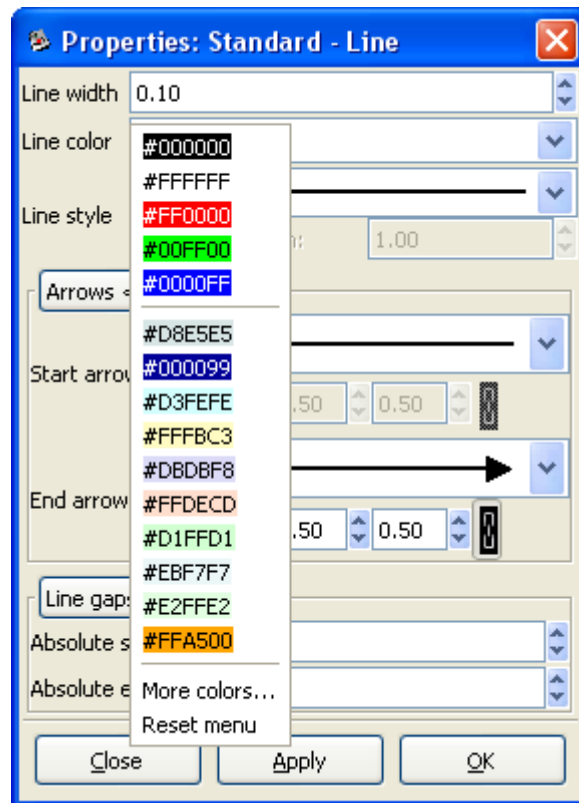 Properties: Standard - Line
Line width 0.10
Line color
#000000
#FFFFFF
#FF0000
#00FF00
#0000FF
Line style
1.00
Arrows
#D8E5E5
#000099
#D3FEFE
#FFFBC3
#DBDBF8
#FFDECD
#D1FFD1
#EBF7F7
#E2FFE2
#FFA500
More colors...
Reset menu
Start
.50 0.50
End arrow
.50 0.50
Line
Absolute
Absolute
Close Apply OK